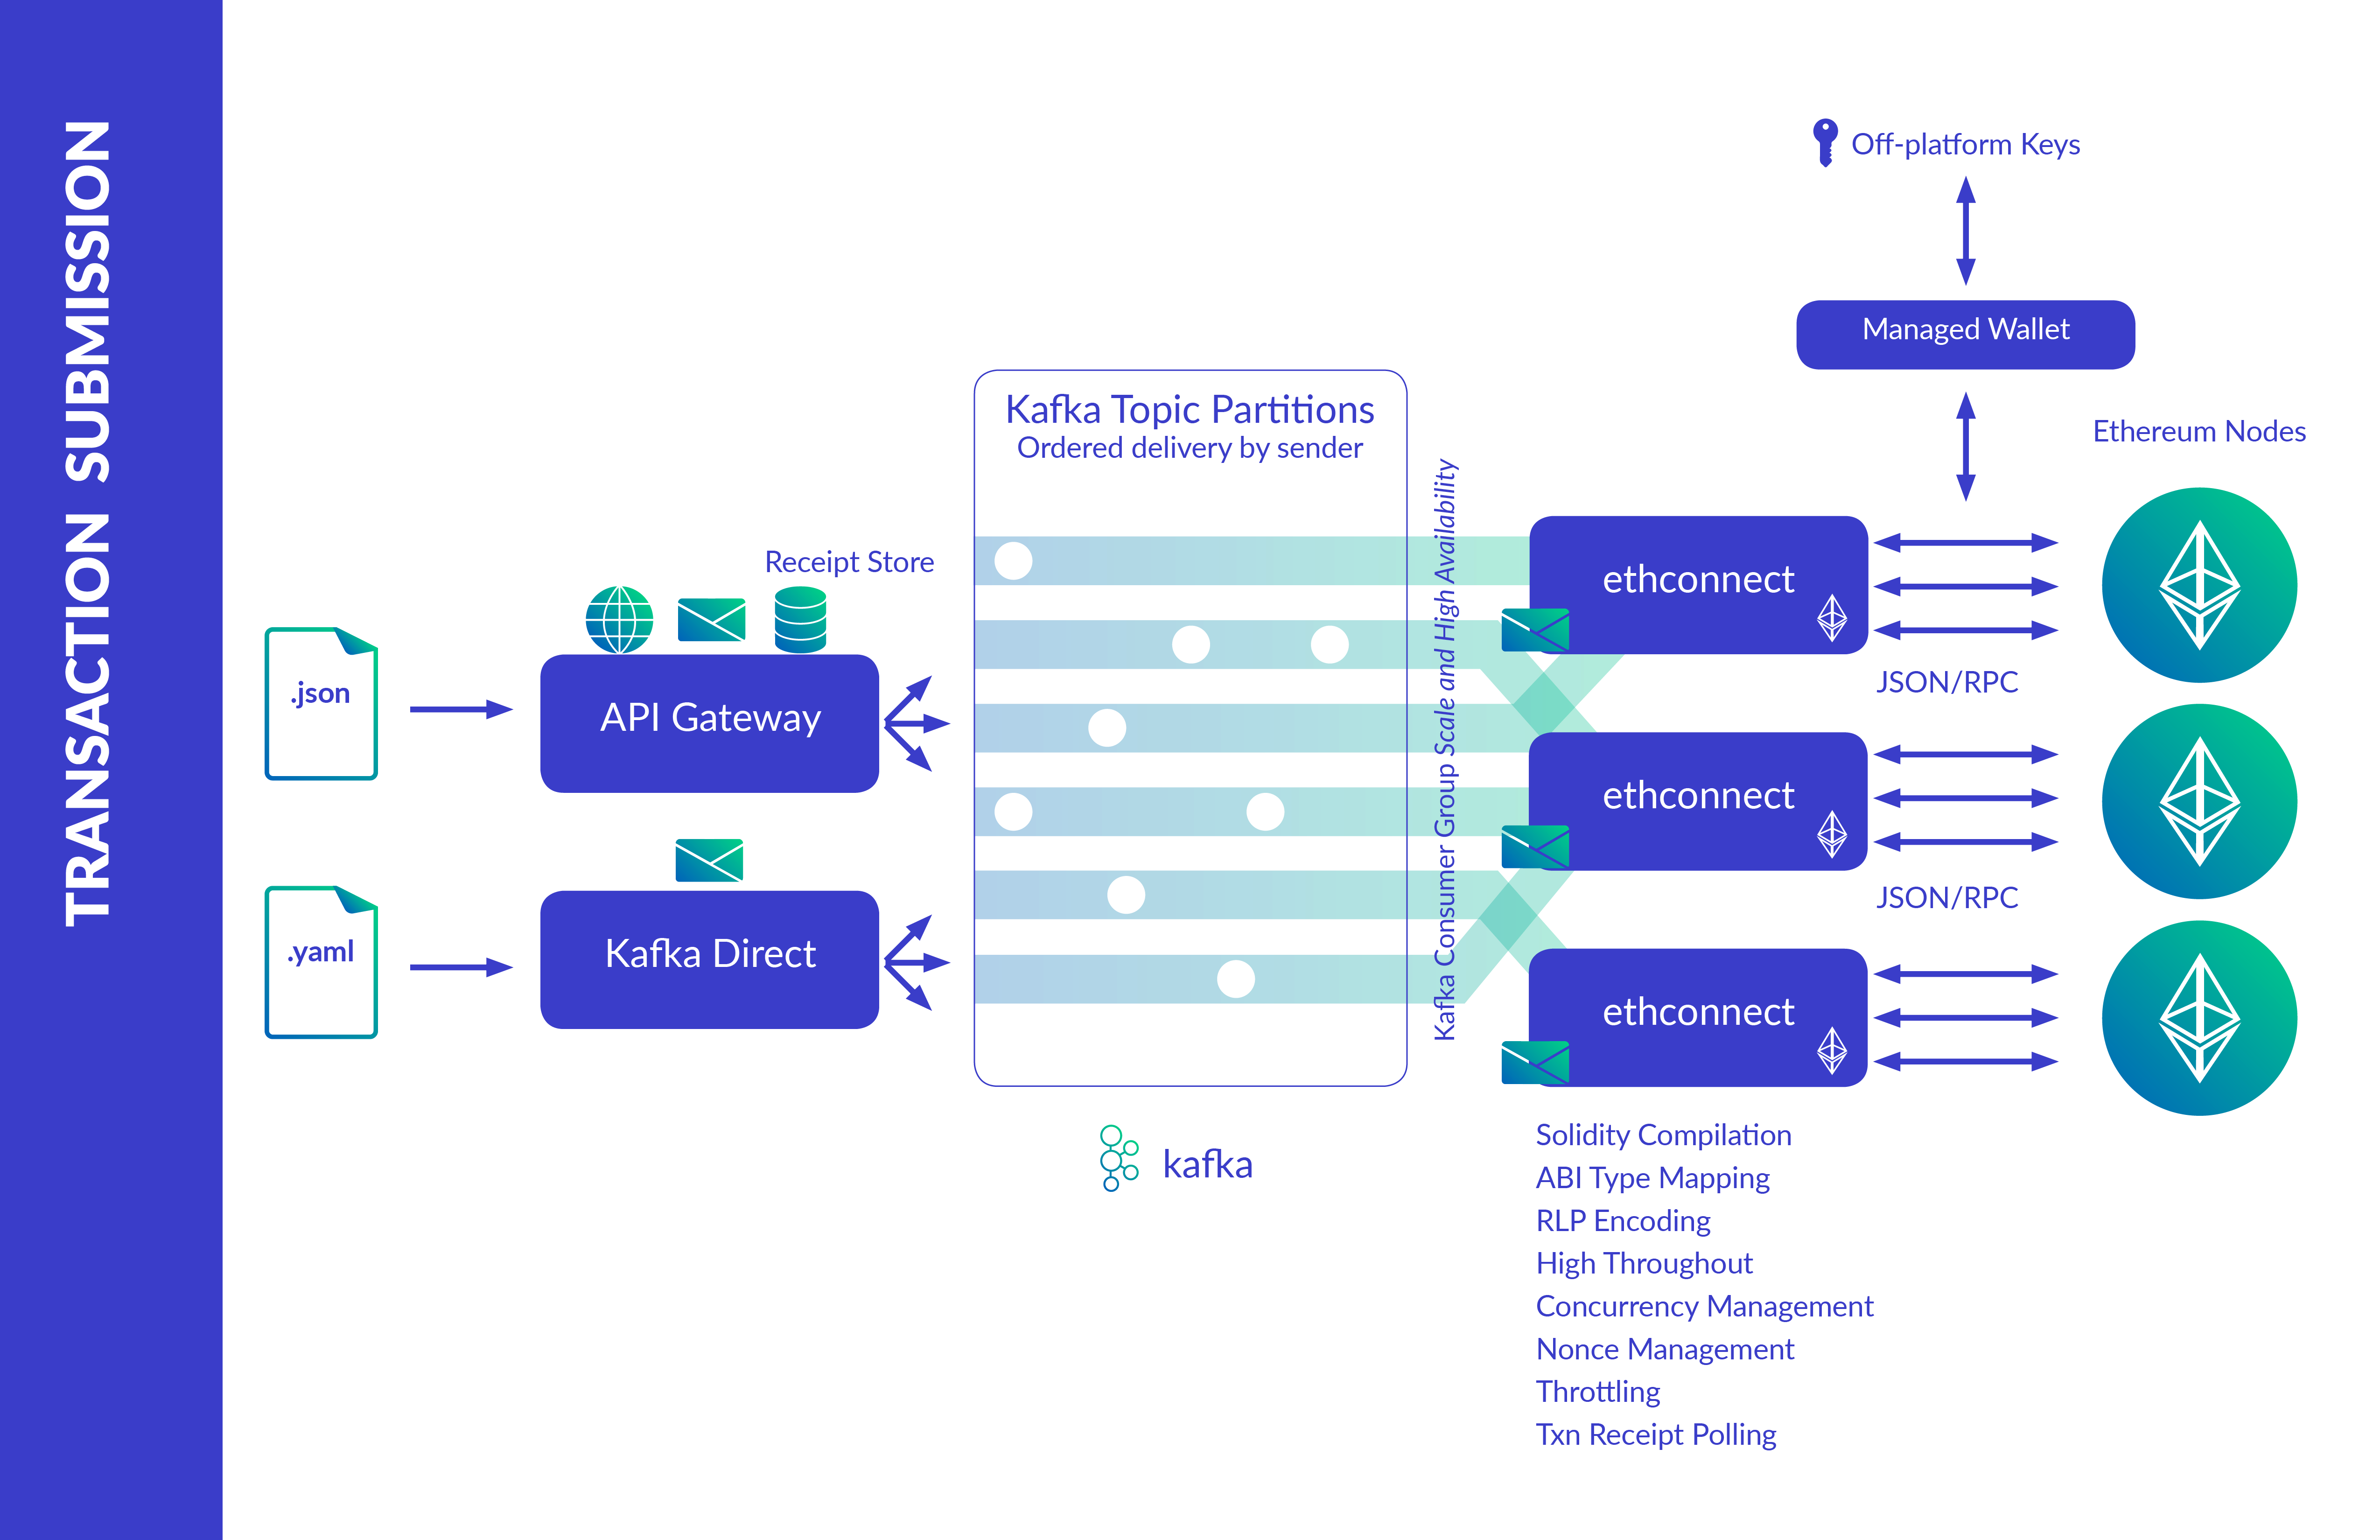 TRANSACTION SUBMISSION
.json
.yaml
Receipt Store
API Gateway
Kafka Direct
Kafka Topic Partitions
Ordered delivery by sender
kafka
Kafka Consumer Group Scale and High Availability
Off-platform Keys
Managed Wallet
Ethereum Nodes
ethconnect
JSON/RPC
ethconnect
JSON/RPC
ethconnect
Solidity Compilation
ABI Type Mapping
RLP Encoding
High Throughout
Concurrency Management
Nonce Management
Throttling
Txn Receipt Polling